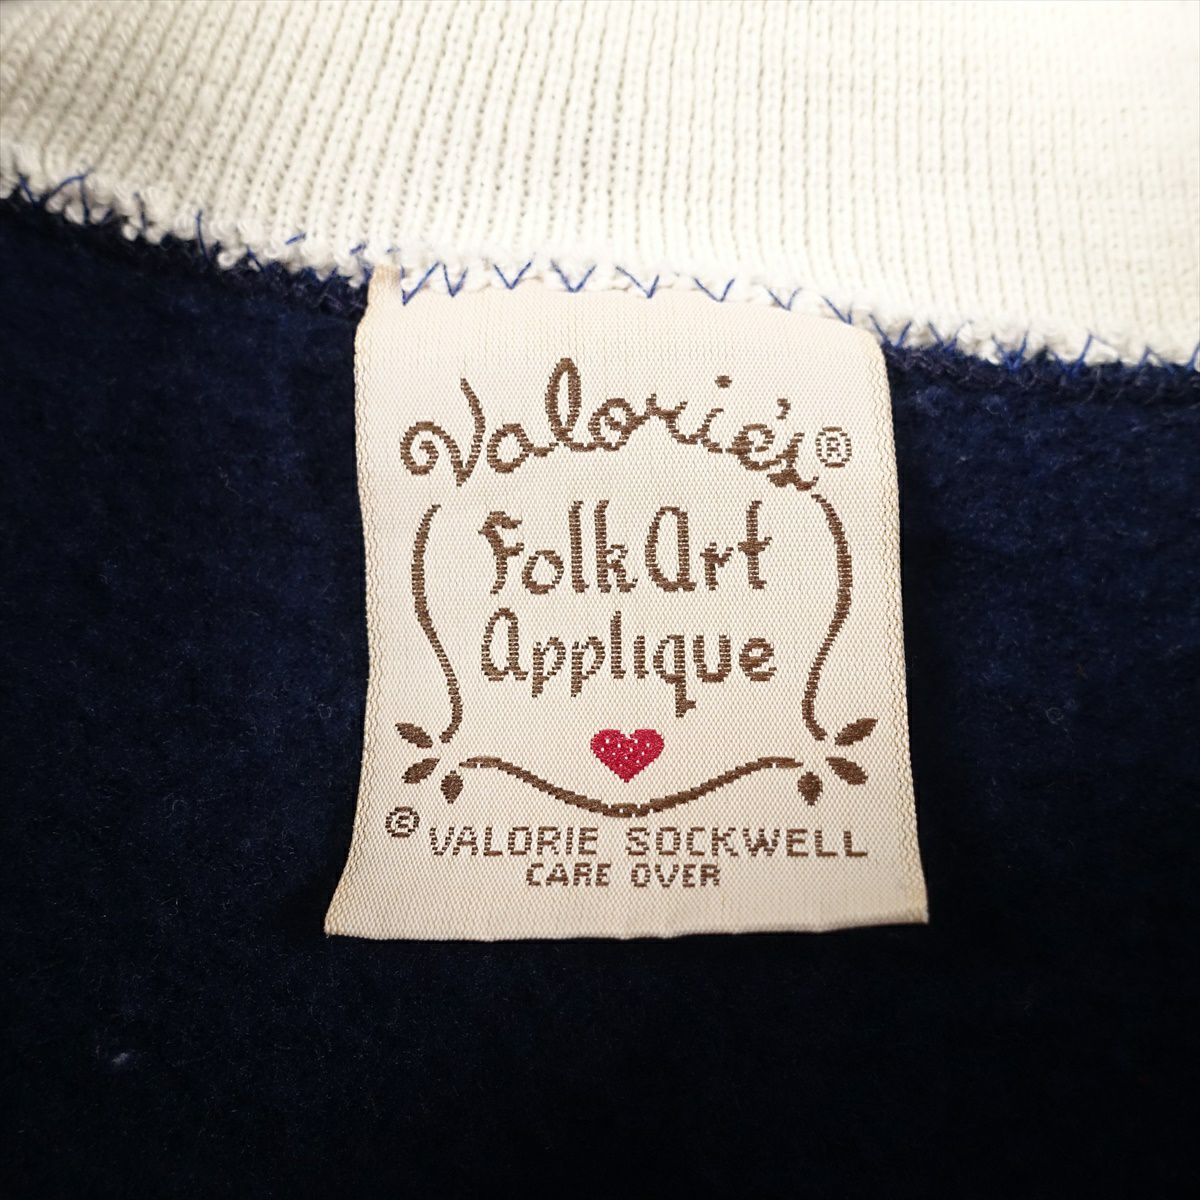 Valorie's®
Folk Art
Applique
© VALORIE SOCKWELL
CARE OVER